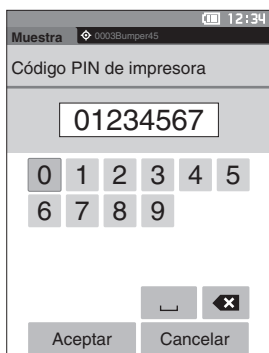 12:34
Muestra 0003Bumper45
Código PIN de impresora
01234567
0 1 2 3 4 5
6 7 8 9
Aceptar Cancelar